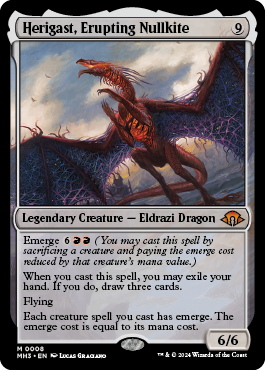 Herigast, Erupting Nullkite 9
Legendary Creature — Eldrazi Dragon
Emerge 6 (You may cast this spell by
sacrificing a creature and paying the emerge cost
reduced by that creature's mana value.)
When you cast this spell, you may exile your
hand. If you do, draw three cards.
Flying
Each creature spell you cast has emerge. The
emerge cost is equal to its mana cost.
6/6
M 0008
MH3 • EN Lucas Graciano ™ & © 2024 Wizards of the Coast